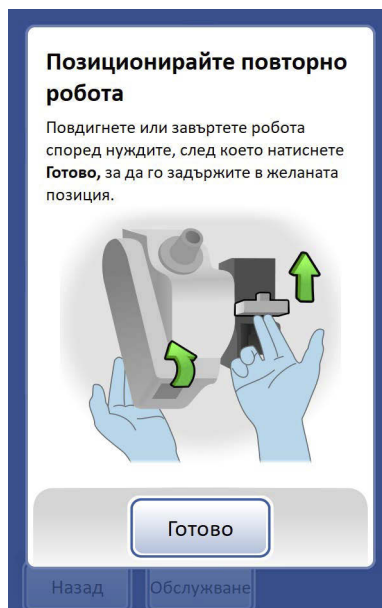 Позиционирайте повторно
робота
Повдигнете или завъртете робота
според нуждите, след което натиснете
Готово, за да го задържите в желаната
позиция.
Готово
Назад
Обслужване